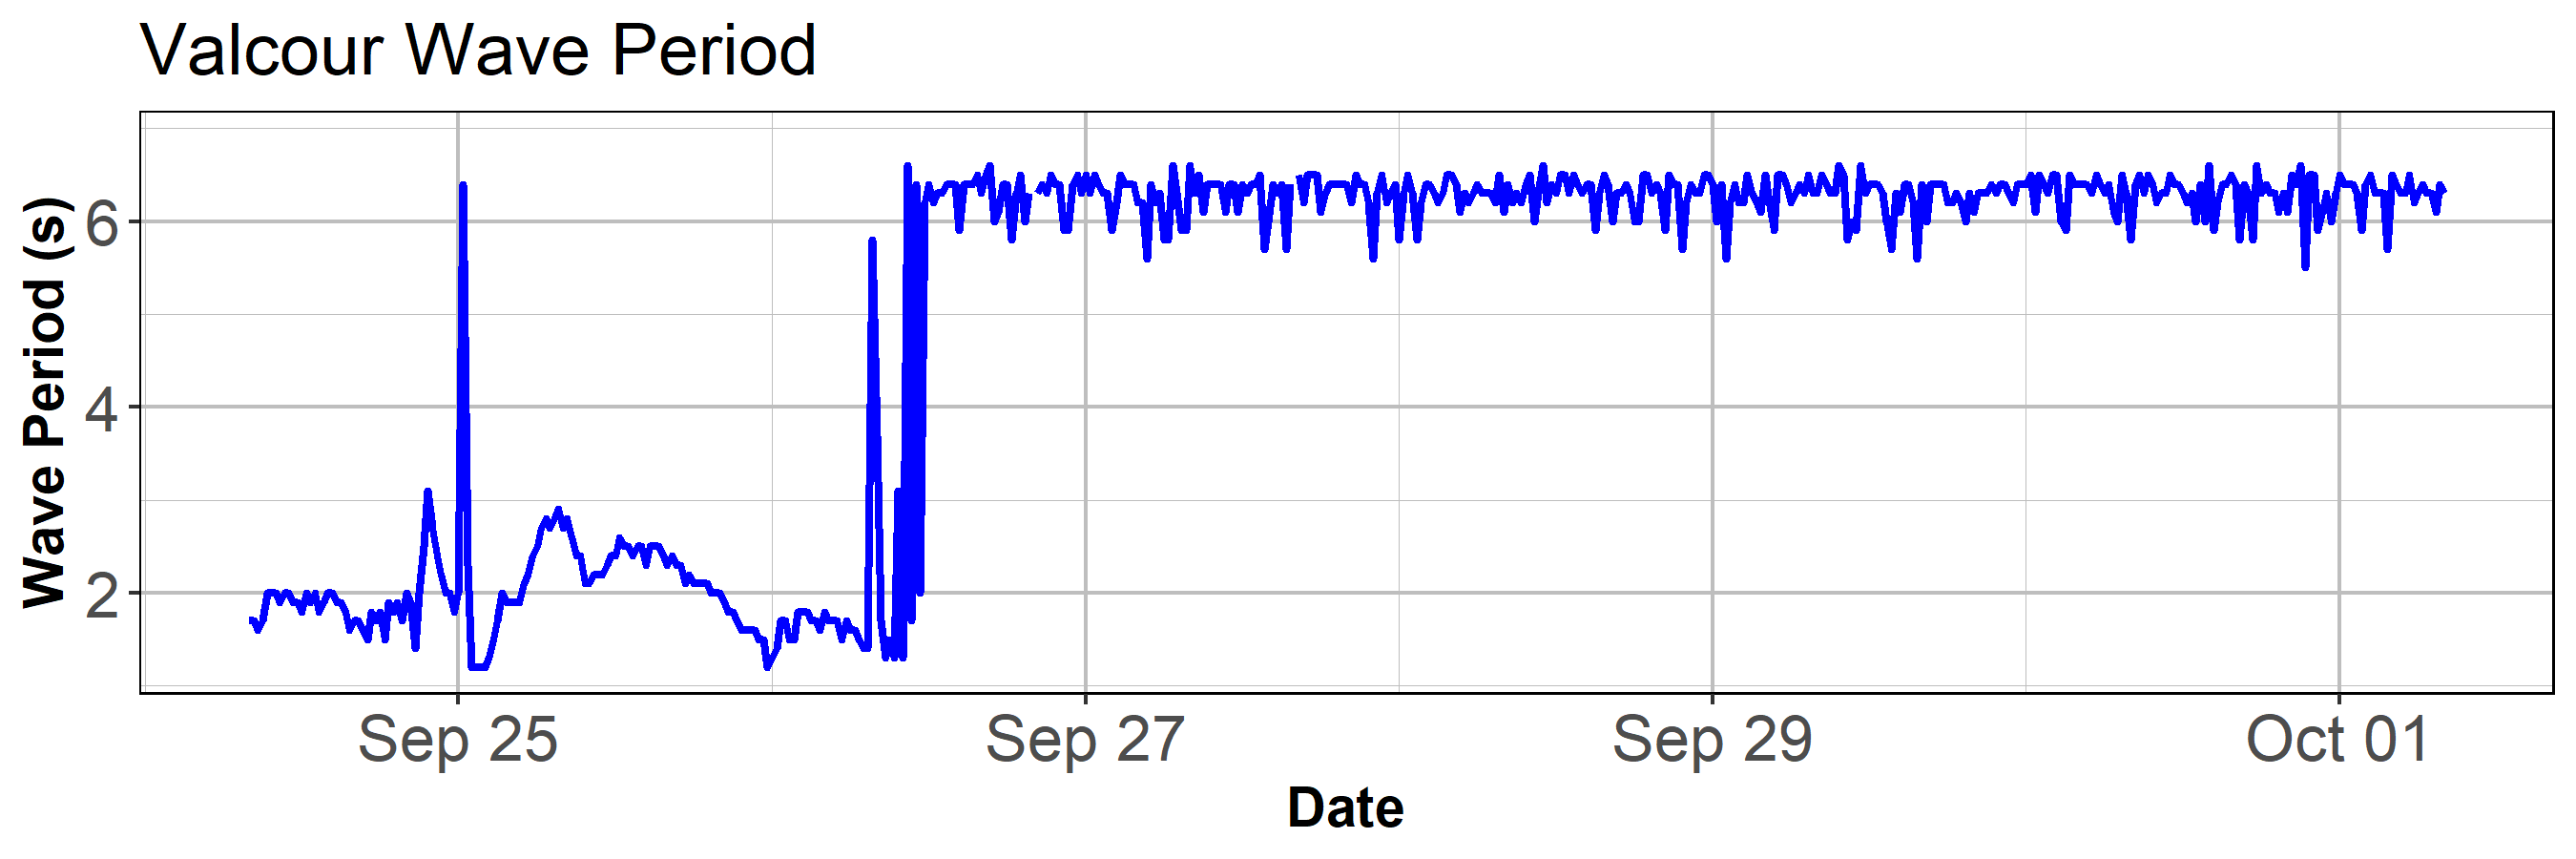 Valcour Wave Period
Wave Period (s)
6
4
2
Sep 25
Sep 27
Sep 29
Oct 01
Date